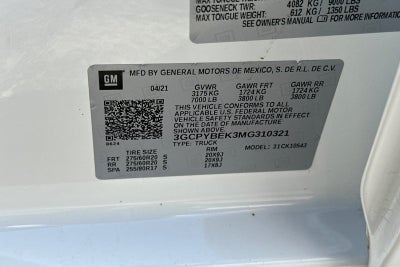 GOOSENECK TWR 4082 KG / 9000 LBS
MAX TONGUE WEIGHT: 612 KG / 1350 LBS
SEE OWNER'S MANUAL
GM
MFD BY GENERAL MOTORS DE MEXICO, S. DE R.L. DE C.V.
04/21 GVWR GAWR FRT GAWR RR
3175 KG 1724 KG 1724 KG
7000 LB 3800 LB 3800 LB
THIS VEHICLE CONFORMS TO ALL APPLICABLE
U.S. FEDERAL MOTOR VEHICLE SAFETY
STANDARDS IN EFFECT ON THE DATE OF
MANUFACTURE SHOWN ABOVE.
3GCPYBEK3MG310321
TYPE: TRUCK MODEL: 31CK10543
TIRE SIZE RIM
FRT 275/60R20 S 20X9J
RR 275/60R20 S 20X9J
SPA 255/80R17 S 17X8J